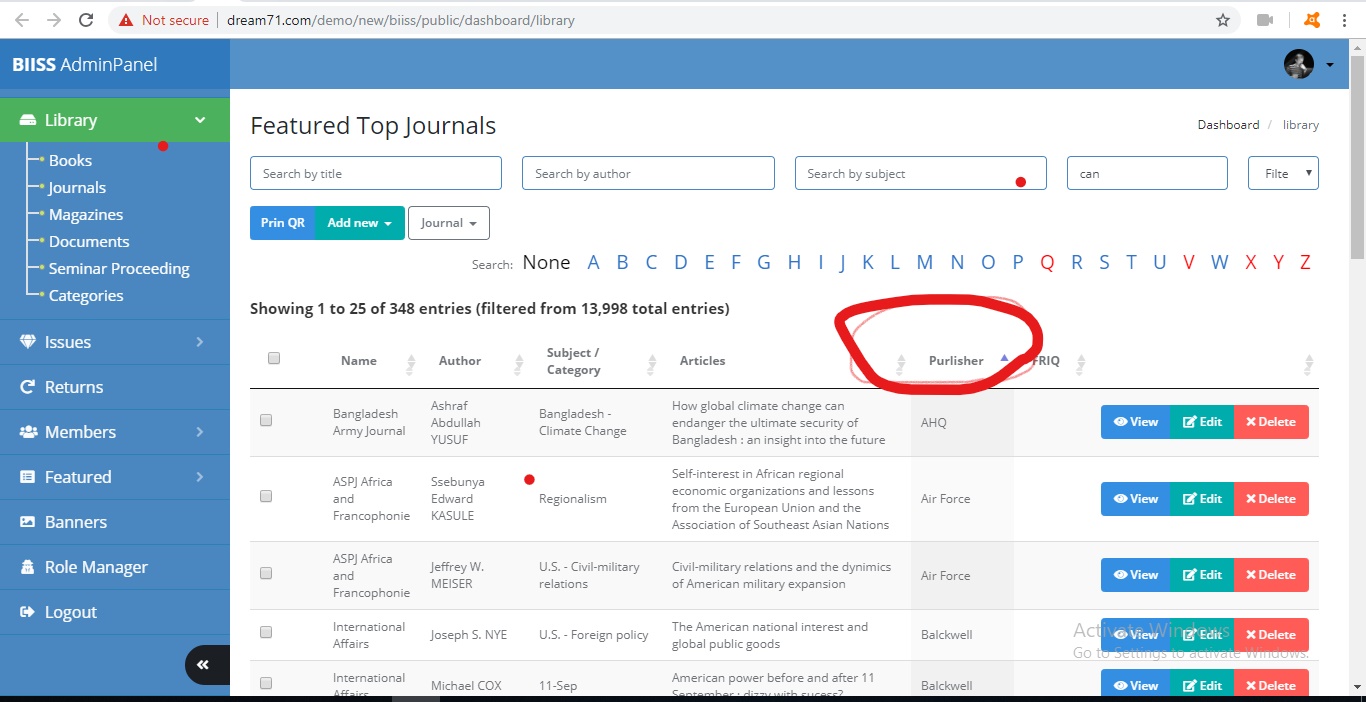 Not secure | dream71.com/demo/new/biiss/public/dashboard/library
BIISS AdminPanel
Library
Books
Journals
Magazines
Documents
Seminar Proceeding
Categories
Issues
Returns
Members
Featured
Banners
Role Manager
Logout
Featured Top Journals
Dashboard / library
Search by title
Search by author
Search by subject
can
Filte
Prin QR
Add new
Journal
Search: None A B C D E F G H I J K L M N O P Q R S T U V W X Y Z
Showing 1 to 25 of 348 entries (filtered from 13,998 total entries)
Name
Author
Subject /
Category
Articles
Purlisher
FRIQ
Bangladesh
Army Journal
Ashraf
Abdullah
YUSUF
Bangladesh -
Climate Change
How global climate change can
endanger the ultimate security of
Bangladesh : an insight into the future
AHQ
View Edit Delete
ASPJ Africa
and
Francophonie
Ssebunya
Edward
KASULE
Regionalism
Self-interest in African regional
economic organizations and lessons
from the European Union and the
Association of Southeast Asian Nations
Air Force
View Edit Delete
ASPJ Africa
and
Francophonie
Jeffrey W.
MEISER
U.S. - Civil-military
relations
Civil-military relations and the dynimics
of American military expansion
Air Force
View Edit Delete
International
Affairs
Joseph S. NYE
U.S. - Foreign policy
The American national interest and
global public goods
Balckwell
View Edit Delete
International
Affairs
Michael COX
11-Sep
American power before and after 11
September : dizzy with sucess?
Balckwell
View Edit Delete
Activate Windows
Go to Settings to activate Windows.